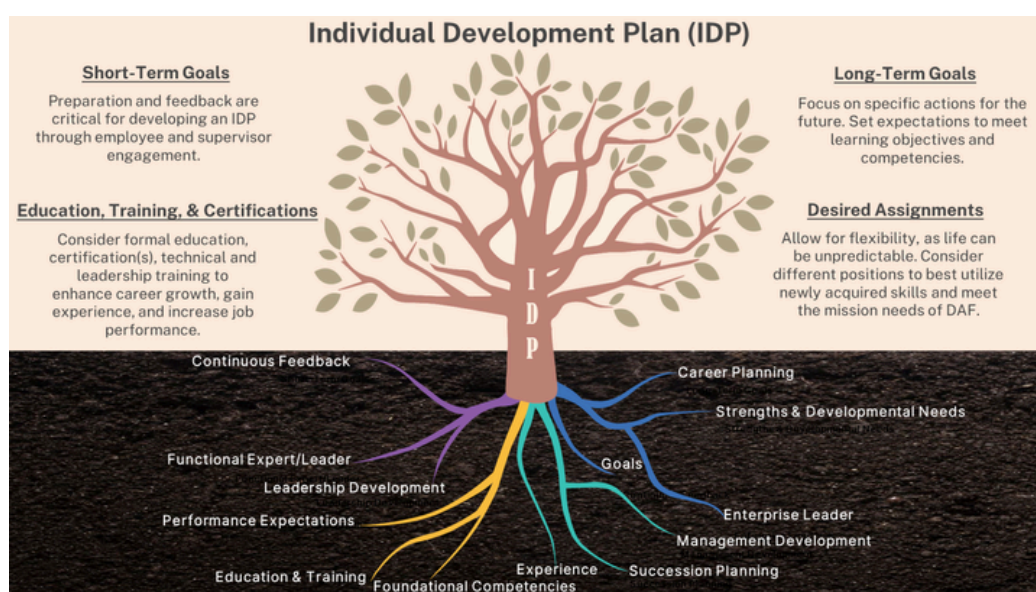 Individual Development Plan (IDP)
Short-Term Goals
Preparation and feedback are
critical for developing an IDP
through employee and supervisor
engagement.
Education, Training, & Certifications
Consider formal education,
certification(s), technical and
leadership training to
enhance career growth, gain
experience, and increase job
performance.
Long-Term Goals
Focus on specific actions for the
future. Set expectations to meet
learning objectives and
competencies.
Desired Assignments
Allow for flexibility, as life can
be unpredictable. Consider
different positions to best utilize
newly acquired skills and meet
the mission needs of DAF.
I
D
P
Continuous Feedback
Functional Expert/Leader
Leadership Development
Performance Expectations
Education & Training
Foundational Competencies
Experience
Succession Planning
Management Development
Enterprise Leader
Goals
Strengths & Developmental Needs
Career Planning